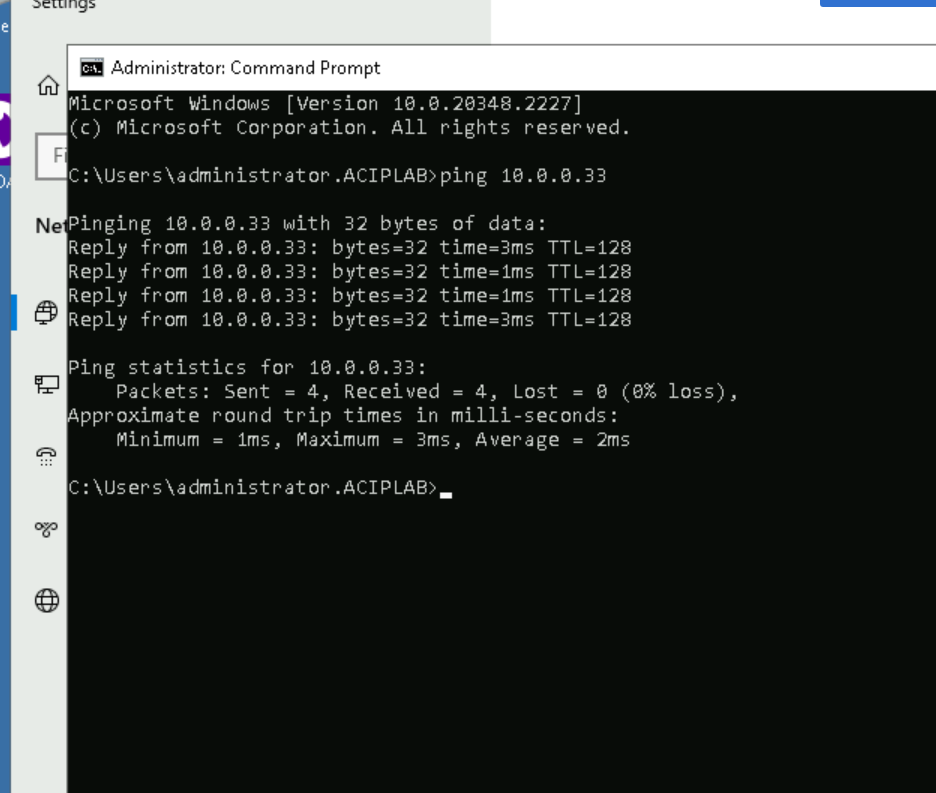 Settings
Administrator: Command Prompt
Microsoft Windows [Version 10.0.20348.2227]
(c) Microsoft Corporation. All rights reserved.
Fi
C:\Users\administrator.ACIPLAB>ping 10.0.0.33
Net
Pinging 10.0.0.33 with 32 bytes of data:
Reply from 10.0.0.33: bytes=32 time=3ms TTL=128
Reply from 10.0.0.33: bytes=32 time=1ms TTL=128
Reply from 10.0.0.33: bytes=32 time=1ms TTL=128
Reply from 10.0.0.33: bytes=32 time=3ms TTL=128
Ping statistics for 10.0.0.33:
    Packets: Sent = 4, Received = 4, Lost = 0 (0% loss),
Approximate round trip times in milli-seconds:
    Minimum = 1ms, Maximum = 3ms, Average = 2ms
C:\Users\administrator.ACIPLAB>